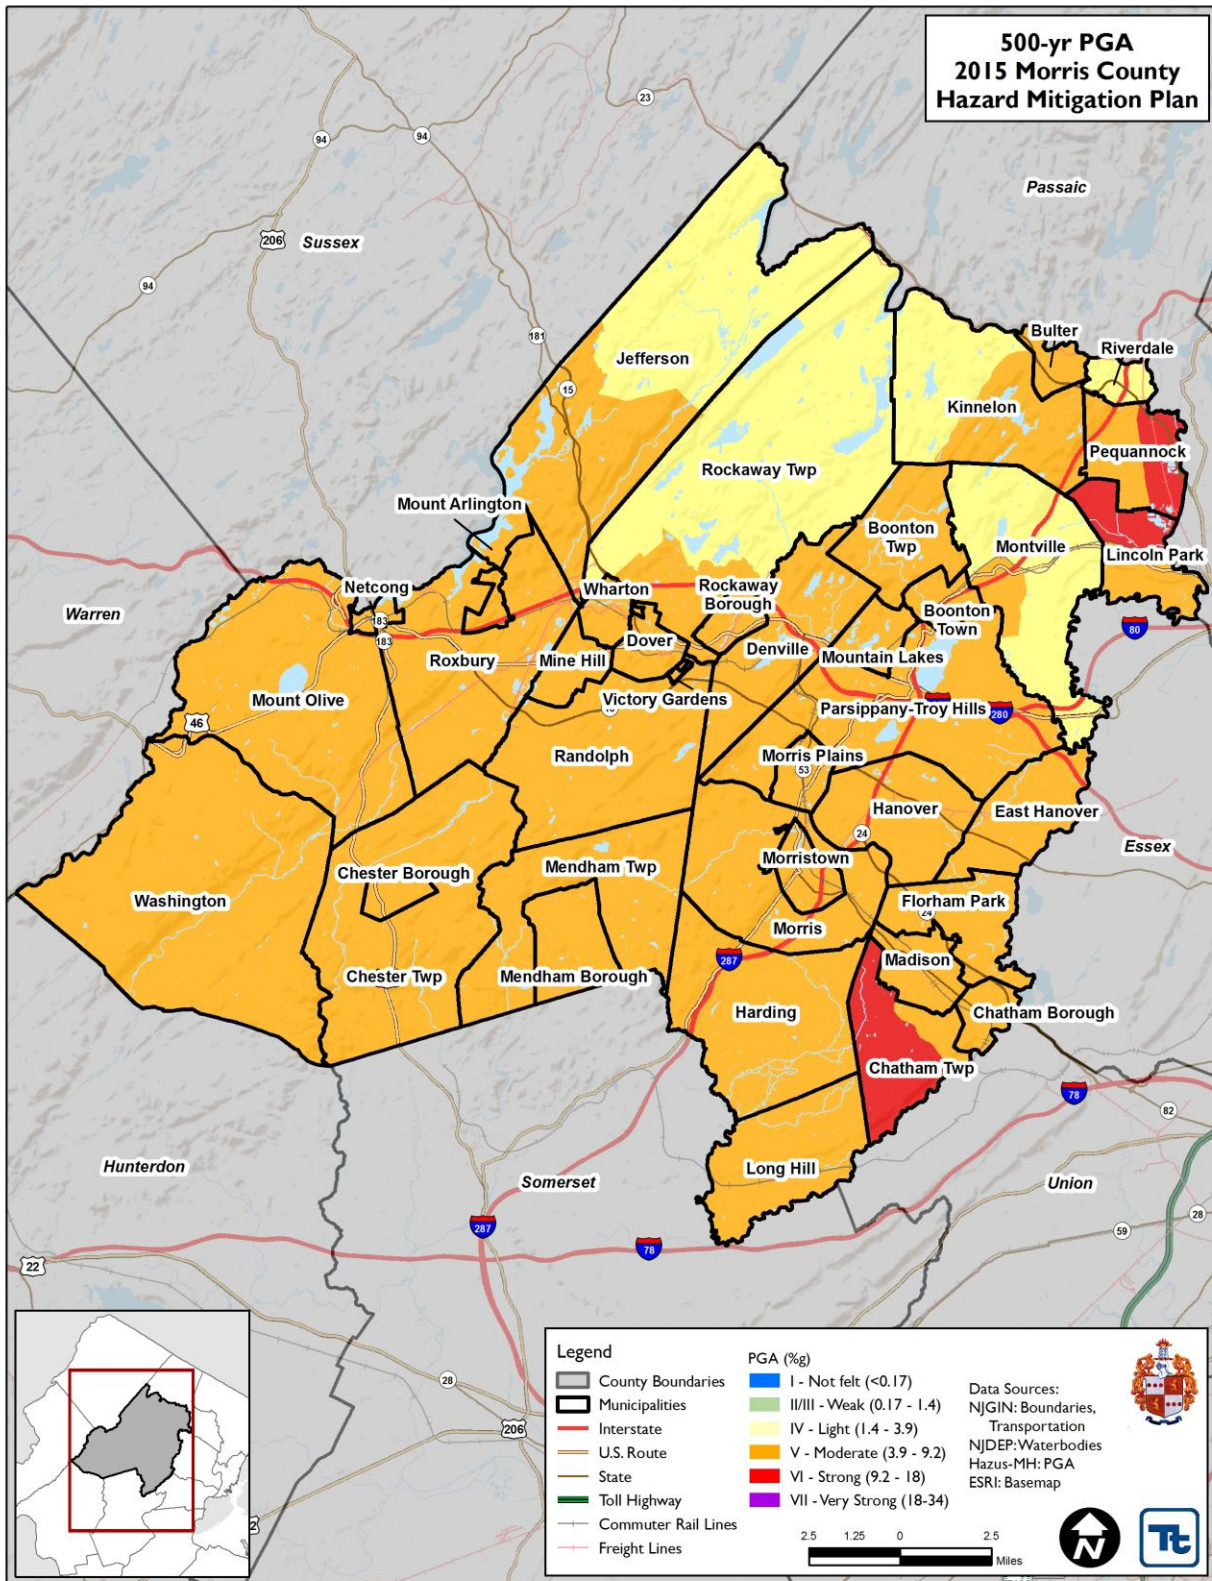 500-yr PGA
2015 Morris County
Hazard Mitigation Plan
23
94
94
Passaic
206
Sussex
94
181
Bulter
Riverdale
Jefferson
15
Kinnelon
Pequannock
Rockaway Twp
Mount Arlington
Boonton
Twp
Montville
Lincoln Park
Netcong
Wharton
Rockaway
Borough
Warren
183
Boonton
Town
80
183
Dover
Roxbury
Mine Hill
Denville
Mountain Lakes
Mount Olive
Victory Gardens
Parsippany-Troy Hills
280
46
Randolph
Morris Plains
53
Hanover
East Hanover
24
Essex
Morristown
Mendham Twp
Chester Borough
Washington
Florham Park
24
Morris
287
Madison
Chester Twp
Mendham Borough
Harding
Chatham Borough
Chatham Twp
78
82
Hunterdon
Long Hill
Somerset
Union
287
28
59
78
22
28
206
Legend
County Boundaries
Municipalities
Interstate
U.S. Route
State
Toll Highway
Commuter Rail Lines
Freight Lines
PGA (%g)
I - Not felt (<0.17)
II/III - Weak (0.17 - 1.4)
IV - Light (1.4 - 3.9)
V - Moderate (3.9 - 9.2)
VI - Strong (9.2 - 18)
VII - Very Strong (18-34)
Data Sources:
NJGIN: Boundaries,
Transportation
NJDEP: Waterbodies
Hazus-MH: PGA
ESRI: Basemap
2.5 1.25 0 2.5
Miles
N
Tt